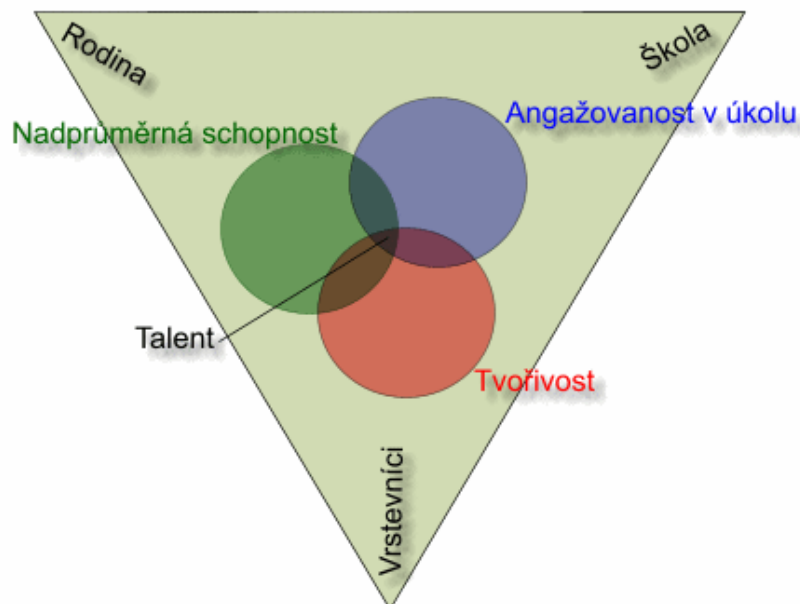 Rodina
Škola
Angažovanost v úkolu
Nadprůměrná schopnost
Talent
Tvořivost
Vrstevníci